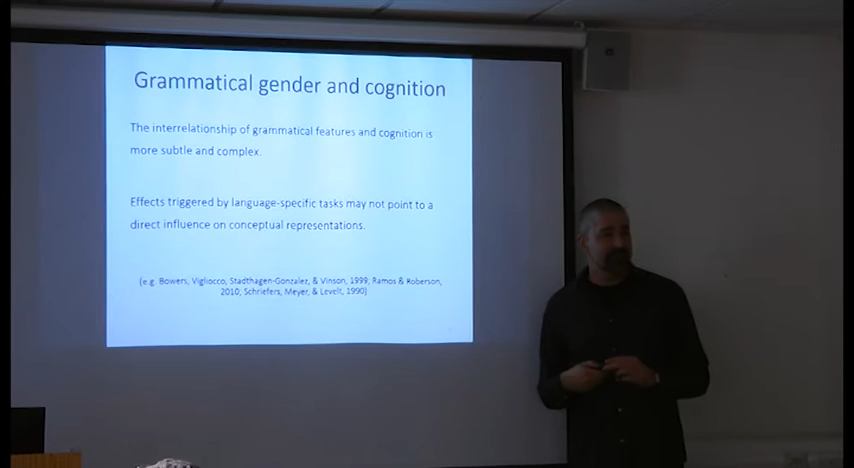 Grammatical gender and cognition
The interrelationship of grammatical features and cognition is
more subtle and complex.
Effects triggered by language-specific tasks may not point to a
direct influence on conceptual representations.
(e.g. Bowers, Vigliocco, Stadthagen-Gonzalez, & Vinson, 1999; Ramos & Roberson,
2010; Schriefers, Meyer, & Levelt, 1990)